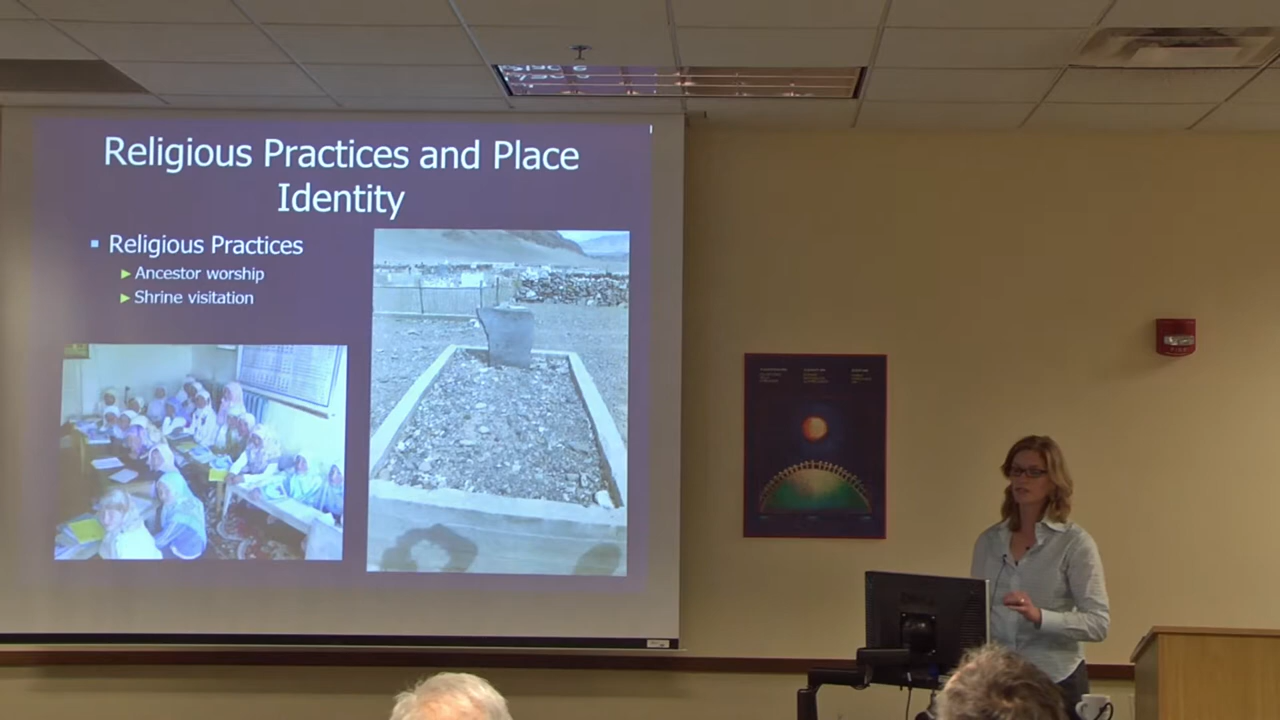 Religious Practices and Place
Identity
Religious Practices
Ancestor worship
Shrine visitation